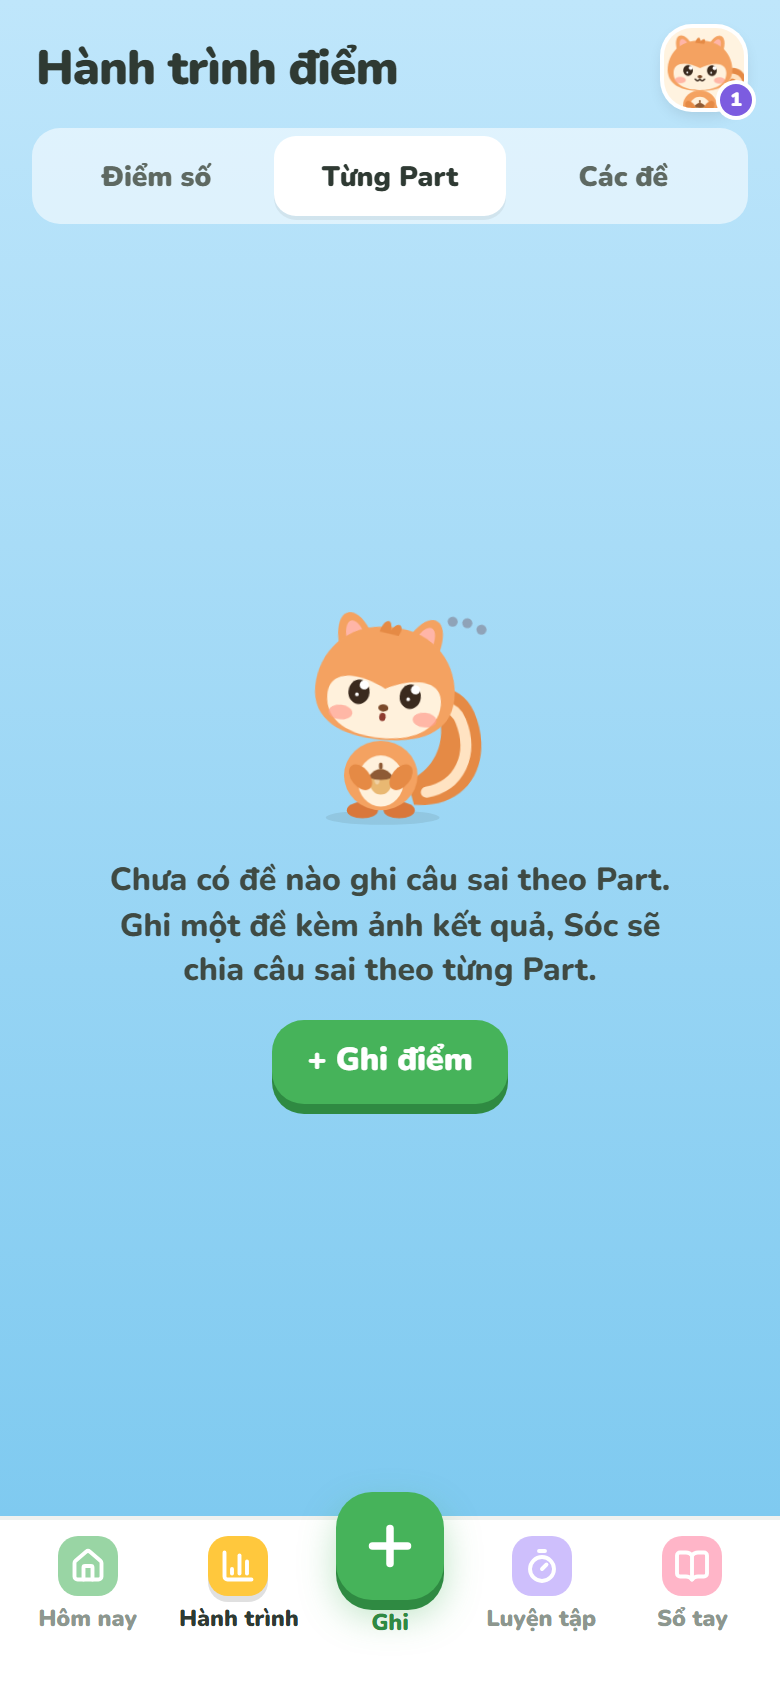 Hành trình điểm
1
Điểm số
Từng Part
Các đề
Chưa có đề nào ghi câu sai theo Part.
Ghi một đề kèm ảnh kết quả, Sóc sẽ
chia câu sai theo từng Part.
+ Ghi điểm
Hôm nay
Hành trình
Ghi
Luyện tập
Sổ tay